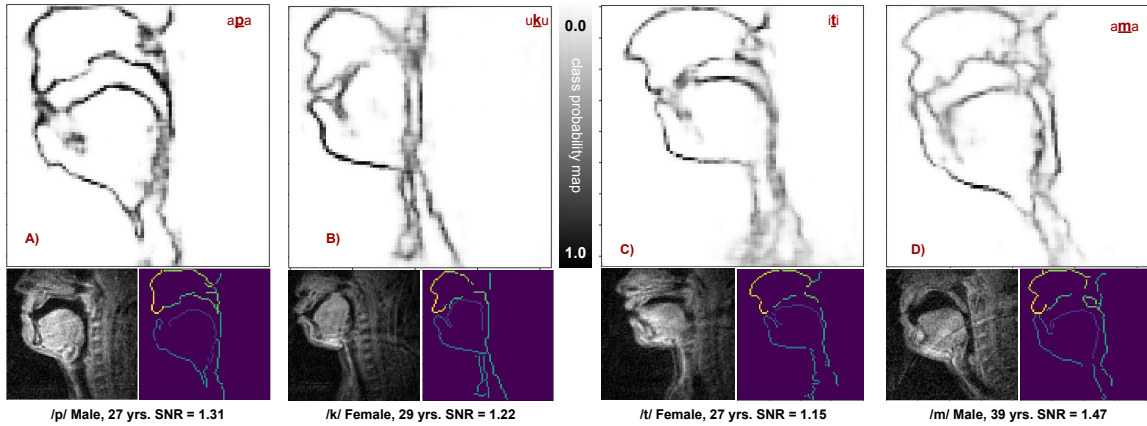 apa
uku
iti
ama
0.0
class probability map
1.0
A)
B)
C)
D)
/p/ Male, 27 yrs. SNR = 1.31
/k/ Female, 29 yrs. SNR = 1.22
/t/ Female, 27 yrs. SNR = 1.15
/m/ Male, 39 yrs. SNR = 1.47